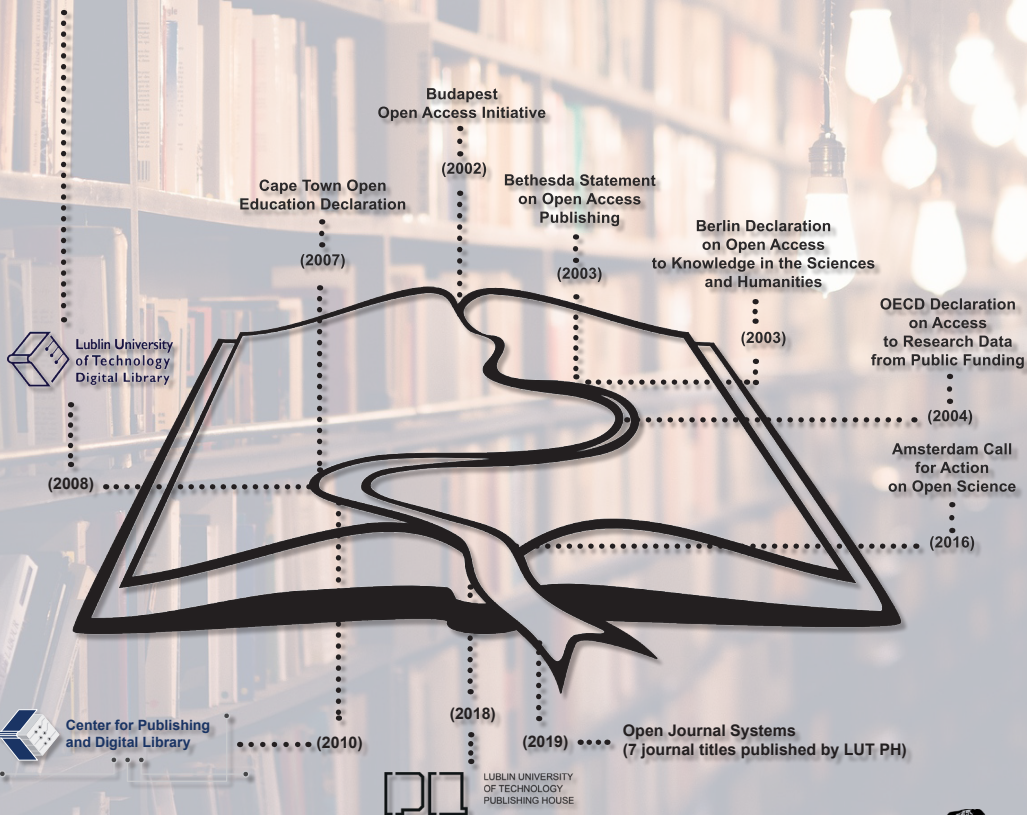 Budapest
Open Access Initiative
(2002)
Cape Town Open
Education Declaration
(2007)
Bethesda Statement
on Open Access
Publishing
(2003)
Berlin Declaration
on Open Access
to Knowledge in the Sciences
and Humanities
(2003)
OECD Declaration
on Access
to Research Data
from Public Funding
(2004)
Lublin University
of Technology
Digital Library
(2008)
Amsterdam Call
for Action
on Open Science
(2016)
Center for Publishing
and Digital Library
(2010)
(2018)
LUBLIN UNIVERSITY
OF TECHNOLOGY
PUBLISHING HOUSE
(2019)
Open Journal Systems
(7 journal titles published by LUT PH)